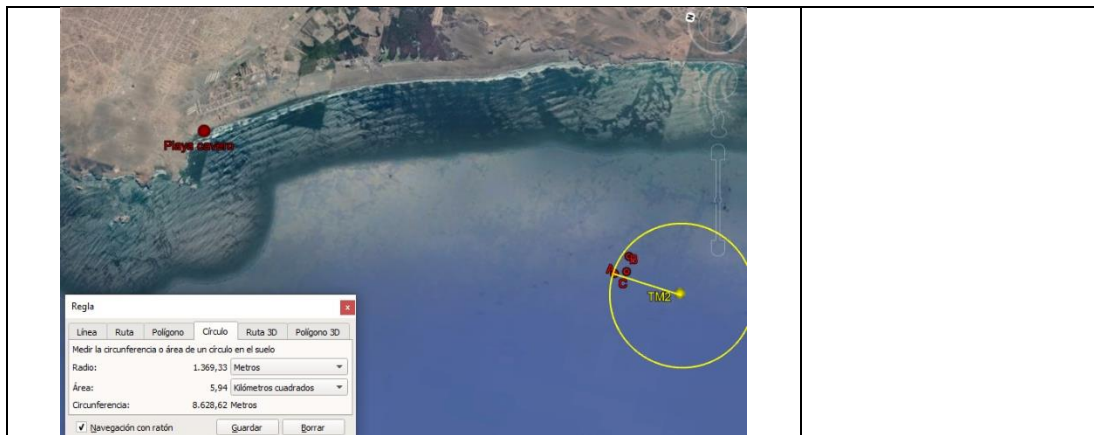 N
Playa cavero
A
B
C
TM2
Regla
x
Línea Ruta Polígono Círculo Ruta 3D Polígono 3D
Medir la circunferencia o área de un círculo en el suelo
Radio: 1.369,33 Metros
Área: 5,94 Kilómetros cuadrados
Circunferencia: 8.628,62 Metros
Navegación con ratón Guardar Borrar